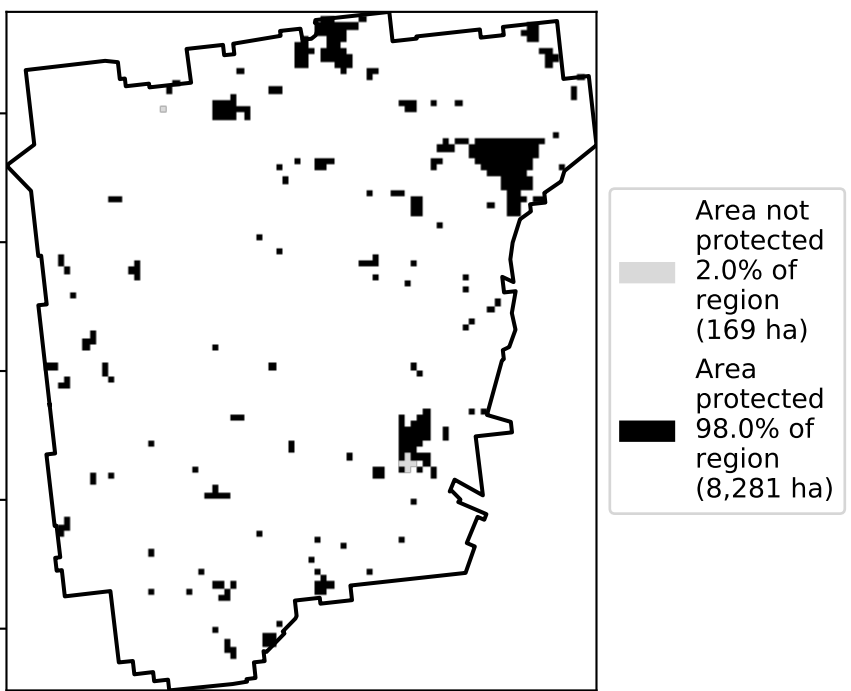 Area not
protected
2.0% of
region
(169 ha)
Area
protected
98.0% of
region
(8,281 ha)